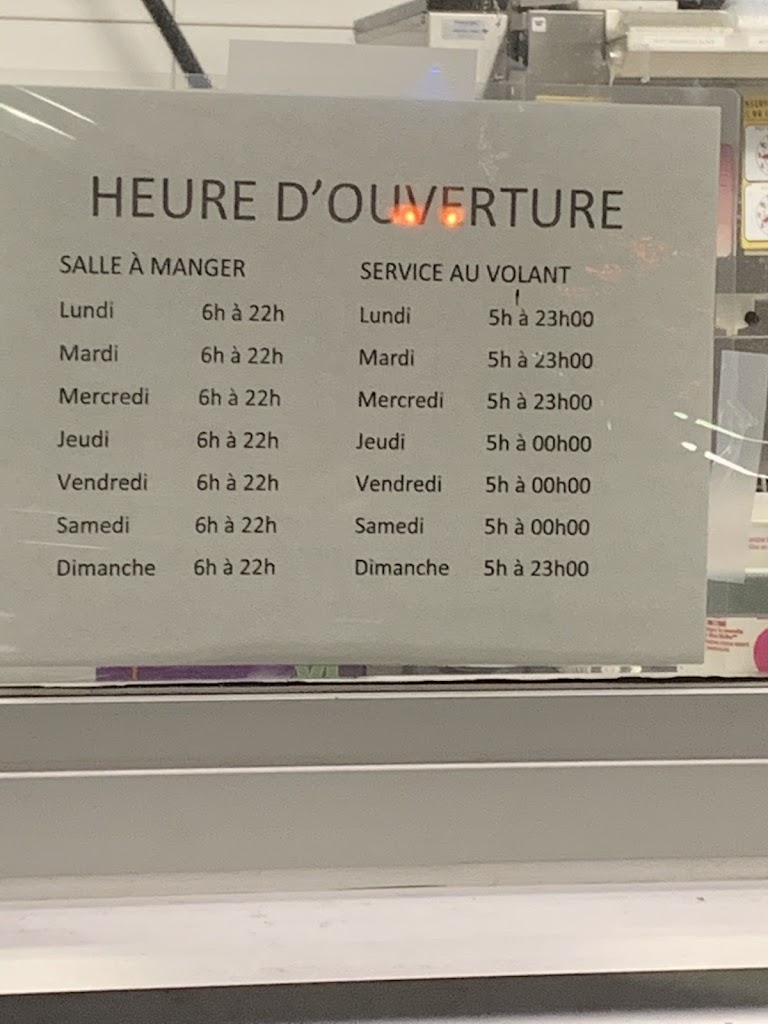 HEURE D'OUVERTURE
SALLE À MANGER
Lundi 6h à 22h
Mardi 6h à 22h
Mercredi 6h à 22h
Jeudi 6h à 22h
Vendredi 6h à 22h
Samedi 6h à 22h
Dimanche 6h à 22h
SERVICE AU VOLANT
Lundi 5h à 23h00
Mardi 5h à 23h00
Mercredi 5h à 23h00
Jeudi 5h à 00h00
Vendredi 5h à 00h00
Samedi 5h à 00h00
Dimanche 5h à 23h00